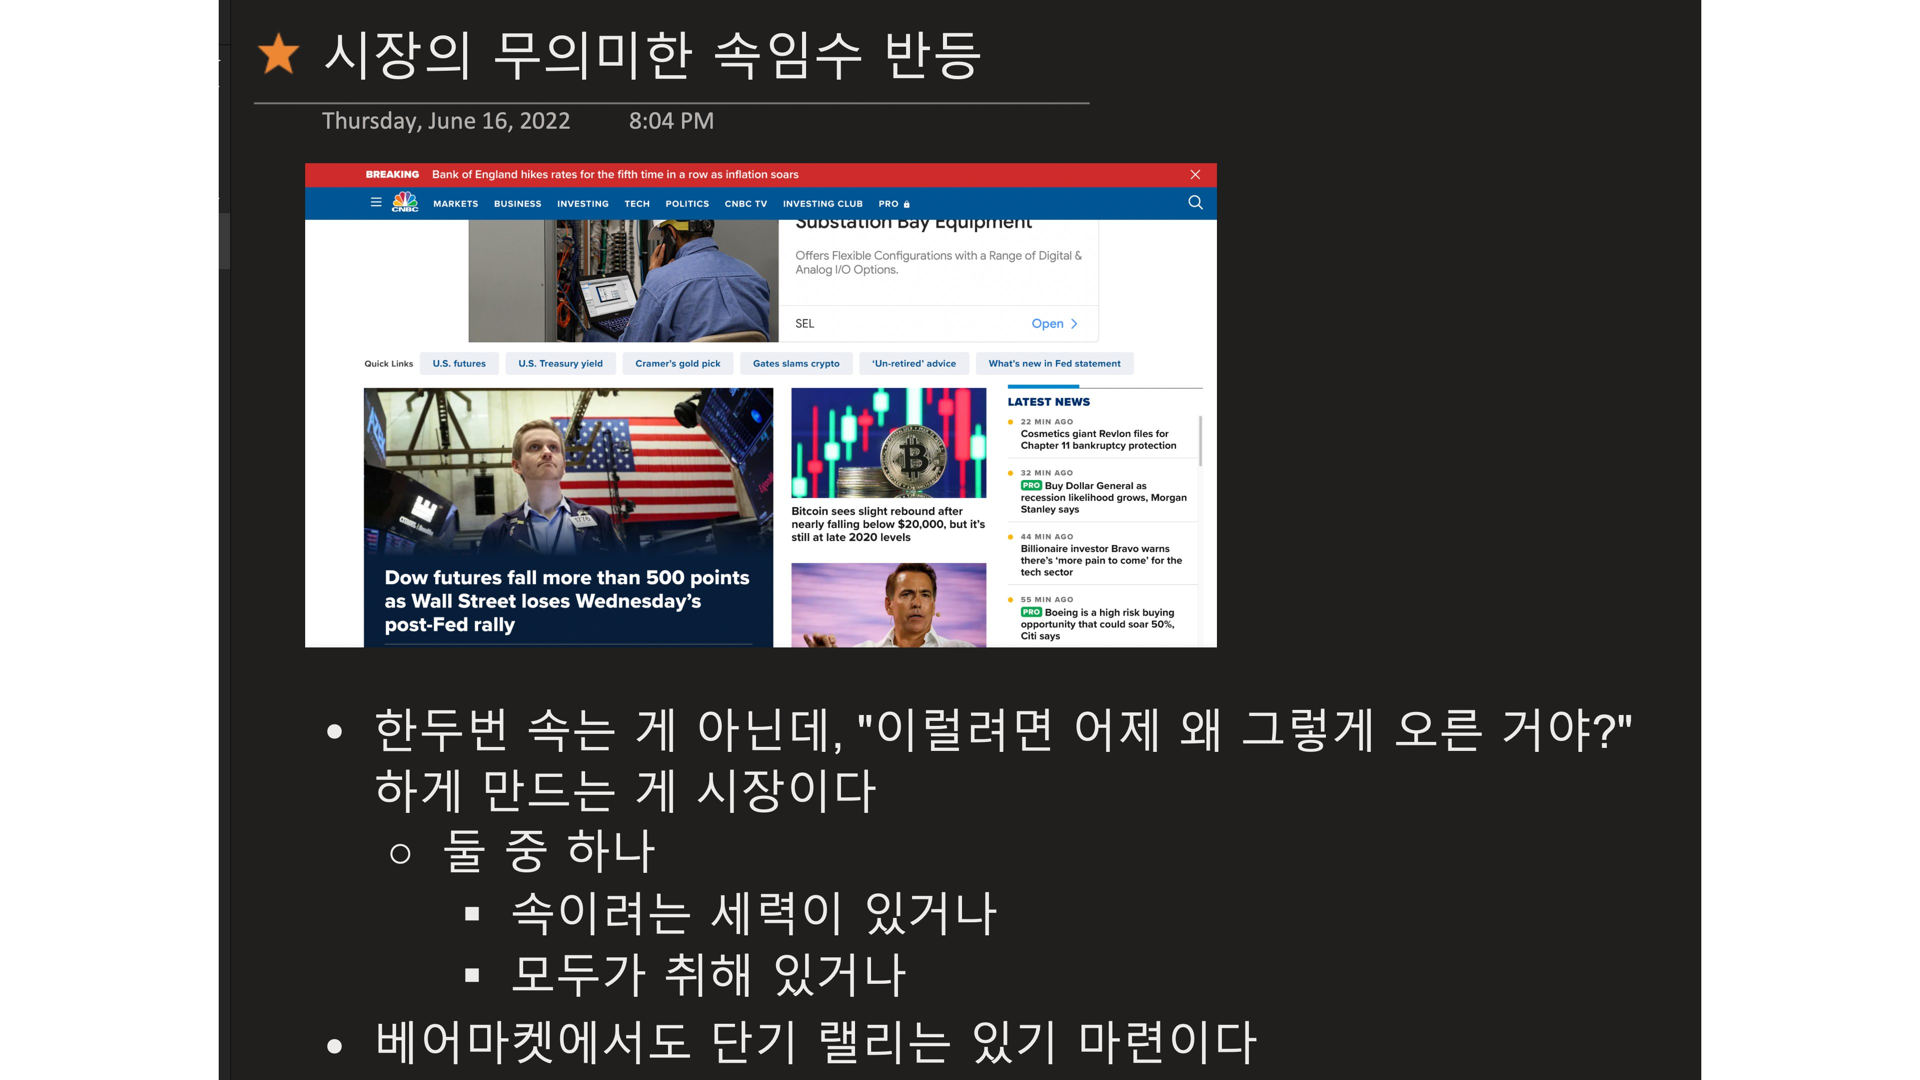 시장의 무의미한 속임수 반등
Thursday, June 16, 2022 8:04 PM
BREAKING Bank of England hikes rates for the fifth time in a row as inflation soars
CNBC MARKETS BUSINESS INVESTING TECH POLITICS CNBC TV INVESTING CLUB PRO
Substation Bay Equipment
Offers Flexible Configurations with a Range of Digital &
Analog I/O Options.
SEL Open
Quick Links U.S. futures U.S. Treasury yield Cramer's gold pick Gates slams crypto 'Un-retired' advice What's new in Fed statement
Dow futures fall more than 500 points
as Wall Street loses Wednesday's
post-Fed rally
Bitcoin sees slight rebound after
nearly falling below $20,000, but it's
still at late 2020 levels
LATEST NEWS
22 MIN AGO
Cosmetics giant Revlon files for
Chapter 11 bankruptcy protection
32 MIN AGO
PRO Buy Dollar General as
recession likelihood grows, Morgan
Stanley says
44 MIN AGO
Billionaire investor Bravo warns
there's 'more pain to come' for the
tech sector
55 MIN AGO
PRO Boeing is a high risk buying
opportunity that could soar 50%,
Citi says
한두번 속는 게 아닌데, "이럴려면 어제 왜 그렇게 오른 거야?"
하게 만드는 게 시장이다
둘 중 하나
속이려는 세력이 있거나
모두가 취해 있거나
베어마켓에서도 단기 랠리는 있기 마련이다